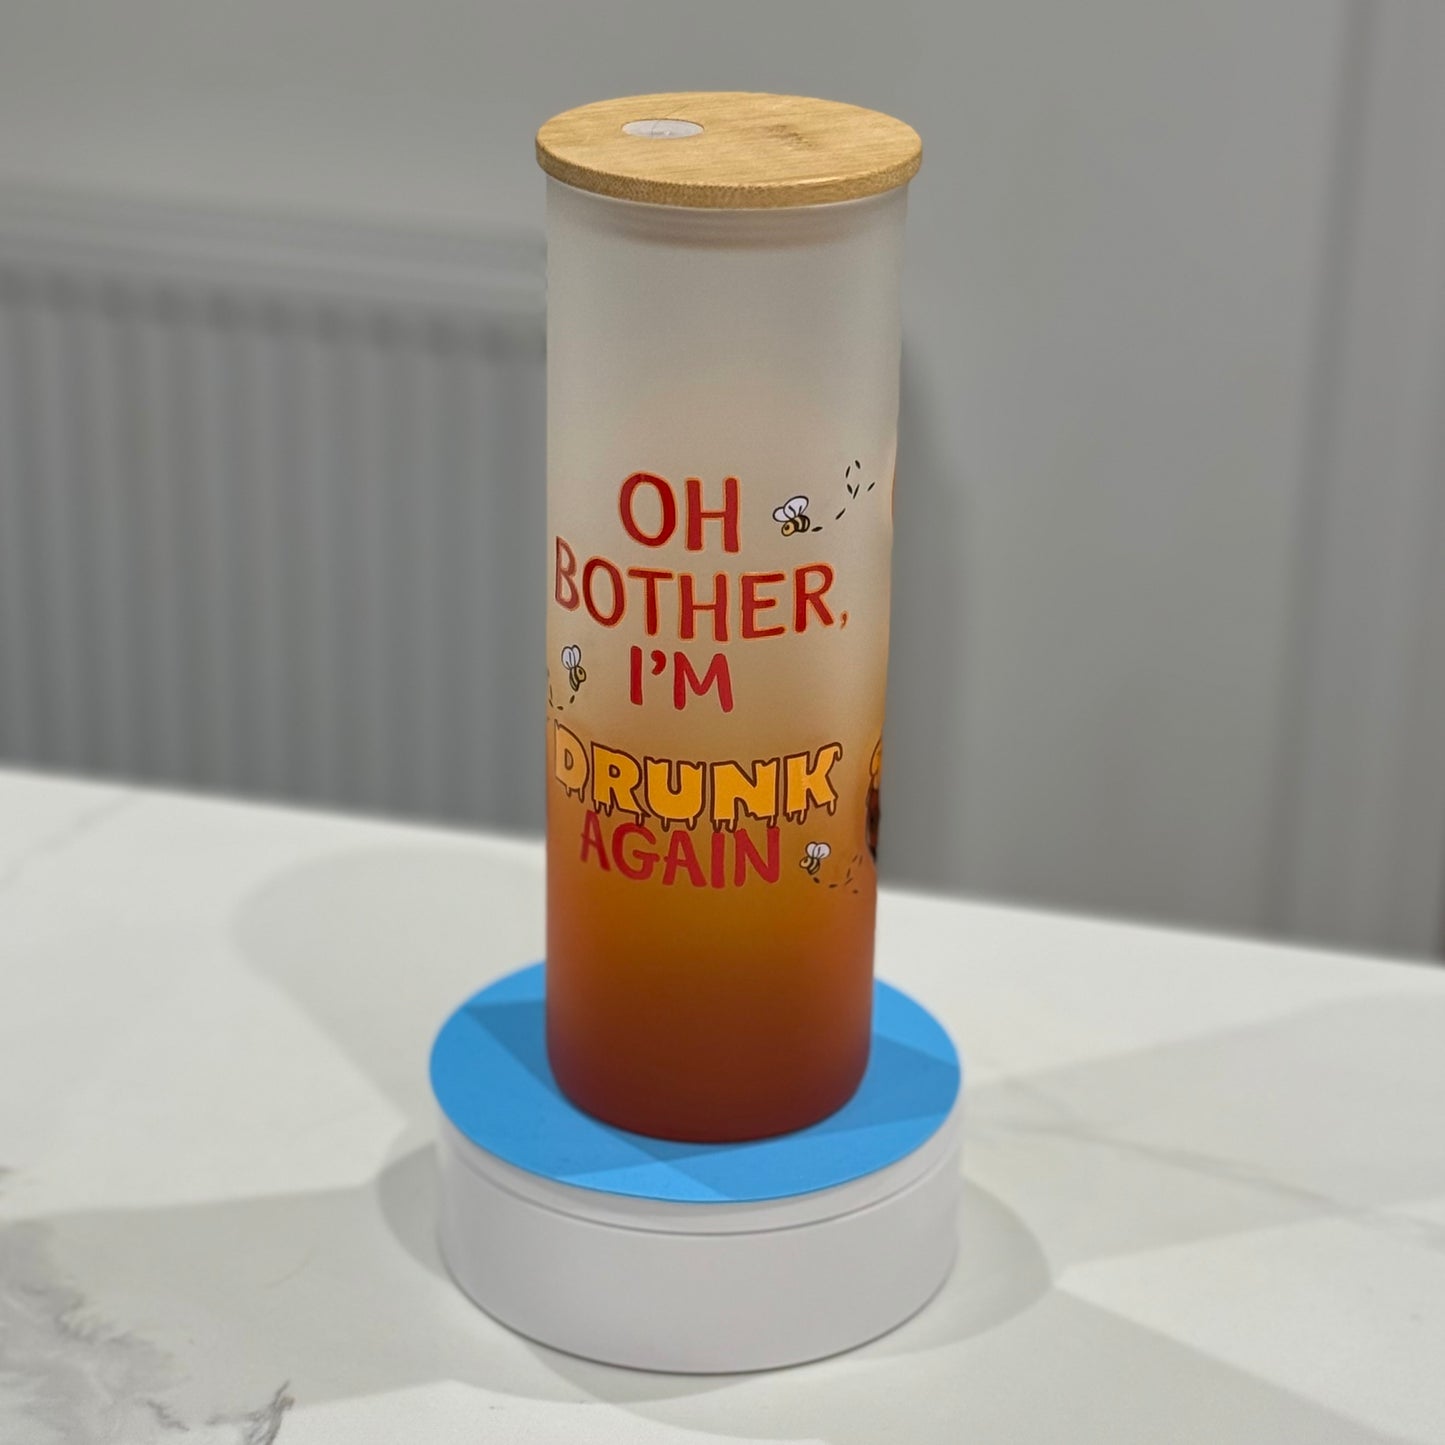 OH
BOTHER,
I'M
DRUNK
AGAIN